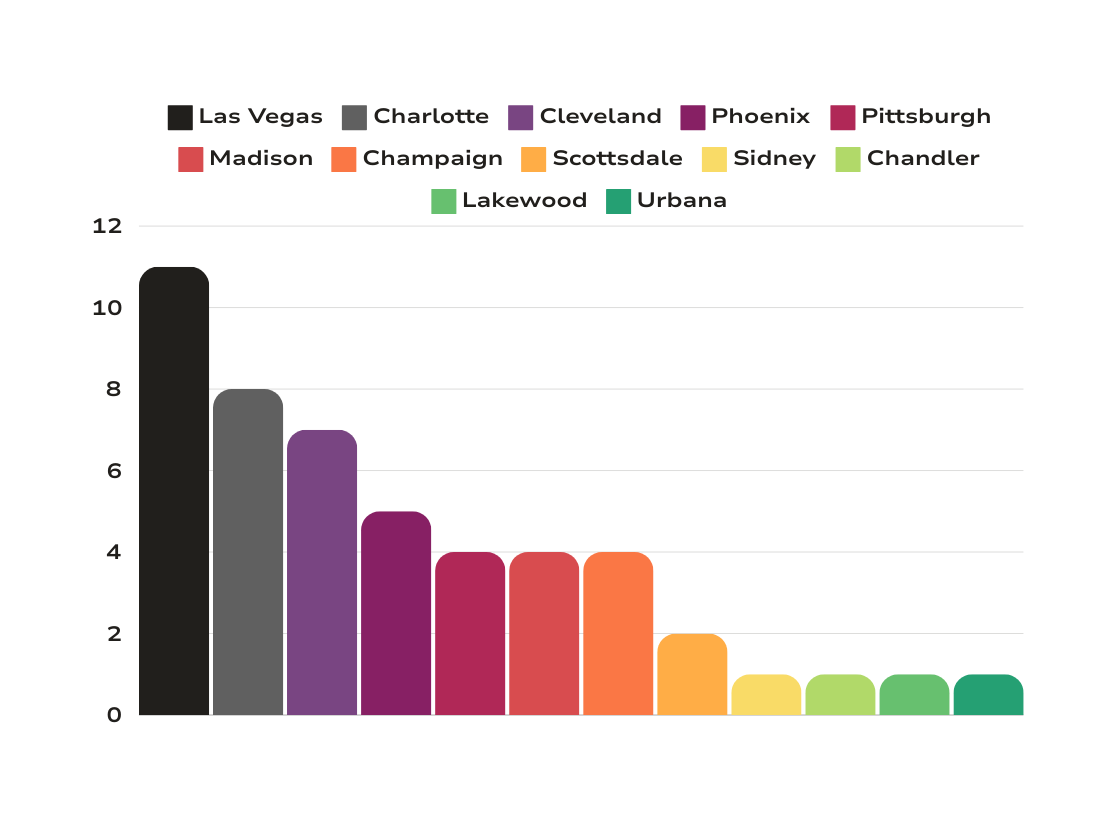 Las Vegas Charlotte Cleveland Phoenix Pittsburgh
Madison Champaign Scottsdale Sidney Chandler
Lakewood Urbana
12
10
8
6
4
2
0